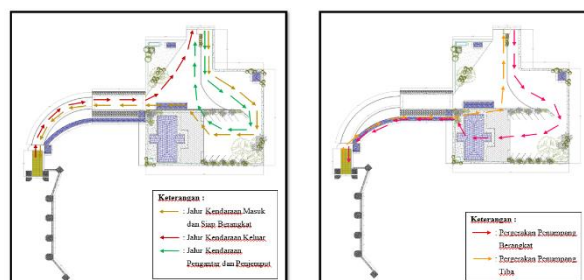 Keterangan :
: Jalur Kendaraan Masuk
dan Siap Berangkat
: Jalur Kendaraan Keluar
: Jalur Kendaraan
Pengantar dan Penjemput
Keterangan :
: Pergerakan Penumpang
Berangkat
: Pergerakan Penumpang
Tiba